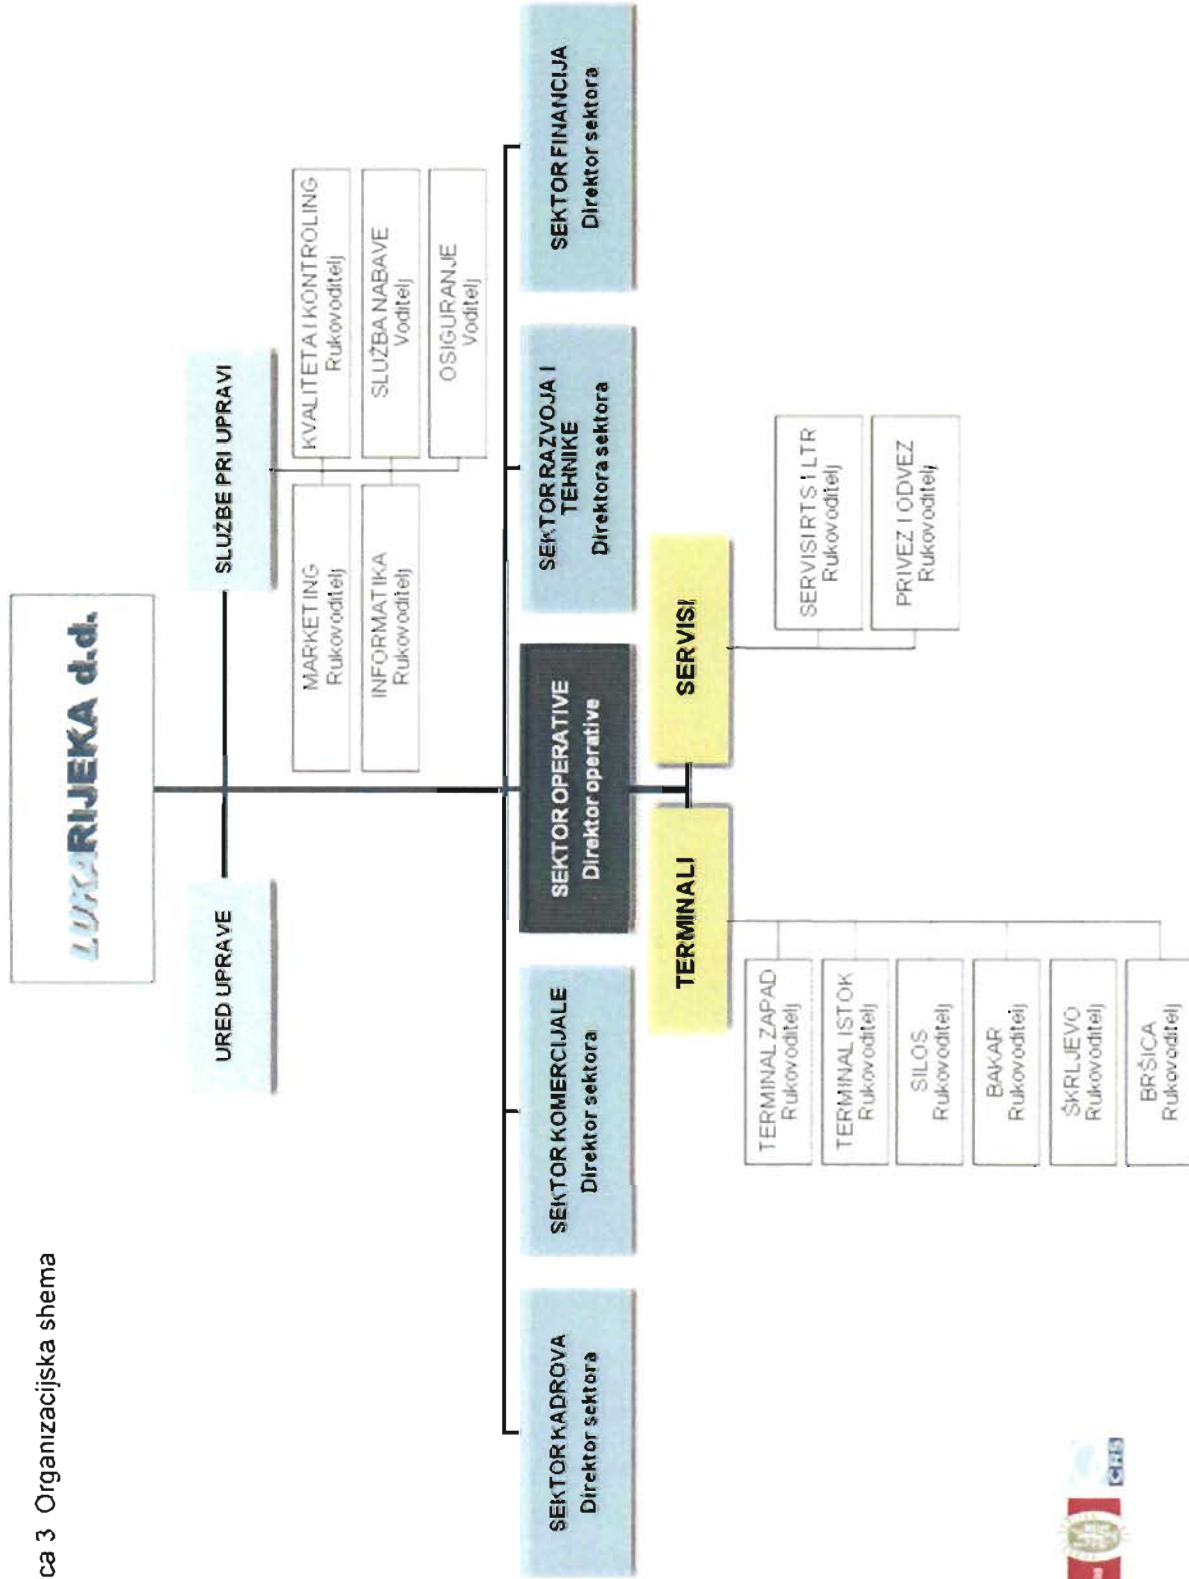 ca 3 Organizacijska shema
LUKA RIJEKA d.d.
URED UPRAVE
SLUŽBE PRI UPRAVI
MARKETING
Rukovoditelj
KVALITETA I KONTROLING
Rukovoditelj
INFORMATIKA
Rukovoditelj
SLUŽBA NABAVE
Voditelj
OSIGURANJE
Voditelj
SEKTOR KADROVA
Direktor sektora
SEKTOR KOMERCIJALE
Direktor sektora
SEKTOR OPERATIVE
Direktor operative
SEKTOR RAZVOJA I
TEHNIKE
Direktora sektora
SEKTOR FINANCIJA
Direktor sektora
TERMINALI
SERVISI
TERMINAL ZAPAD
Rukovoditelj
TERMINAL ISTOK
Rukovoditelj
SILOS
Rukovoditelj
BAKAR
Rukovoditelj
ŠKRLJEVO
Rukovoditelj
BRŠICA
Rukovoditelj
SERVISI RTS I LTR
Rukovoditelj
PRIVEZ I ODVEZ
Rukovoditelj
CRS